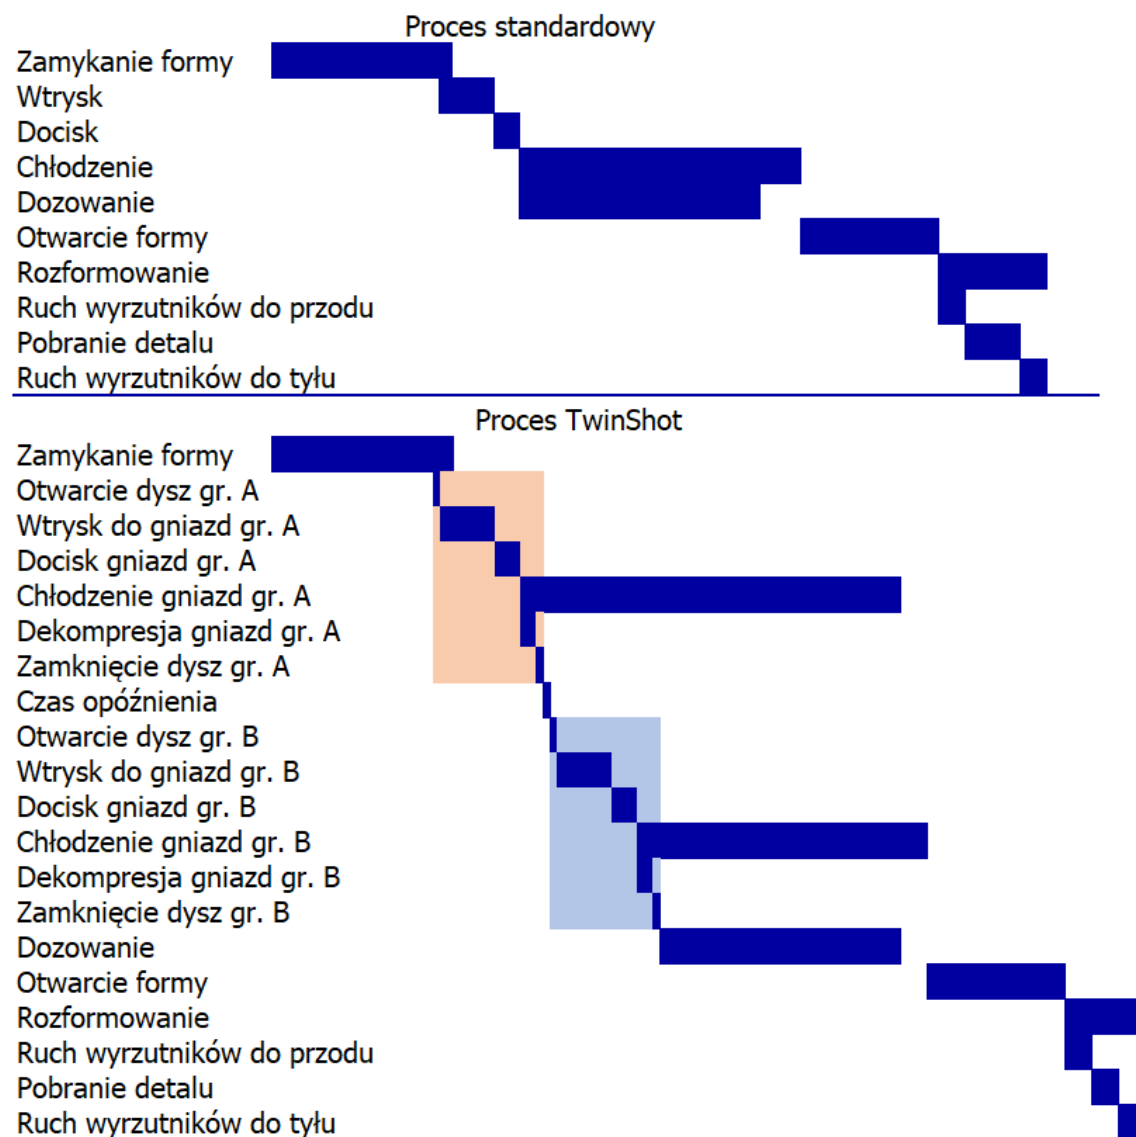 Proces standardowy
Zamykanie formy
Wtrysk
Docisk
Chłodzenie
Dozowanie
Otwarcie formy
Rozformowanie
Ruch wyrzutników do przodu
Pobranie detalu
Ruch wyrzutników do tyłu
Proces TwinShot
Zamykanie formy
Otwarcie dysz gr. A
Wtrysk do gniazd gr. A
Docisk gniazd gr. A
Chłodzenie gniazd gr. A
Dekompresja gniazd gr. A
Zamknięcie dysz gr. A
Czas opóźnienia
Otwarcie dysz gr. B
Wtrysk do gniazd gr. B
Docisk gniazd gr. B
Chłodzenie gniazd gr. B
Dekompresja gniazd gr. B
Zamknięcie dysz gr. B
Dozowanie
Otwarcie formy
Rozformowanie
Ruch wyrzutników do przodu
Pobranie detalu
Ruch wyrzutników do tyłu